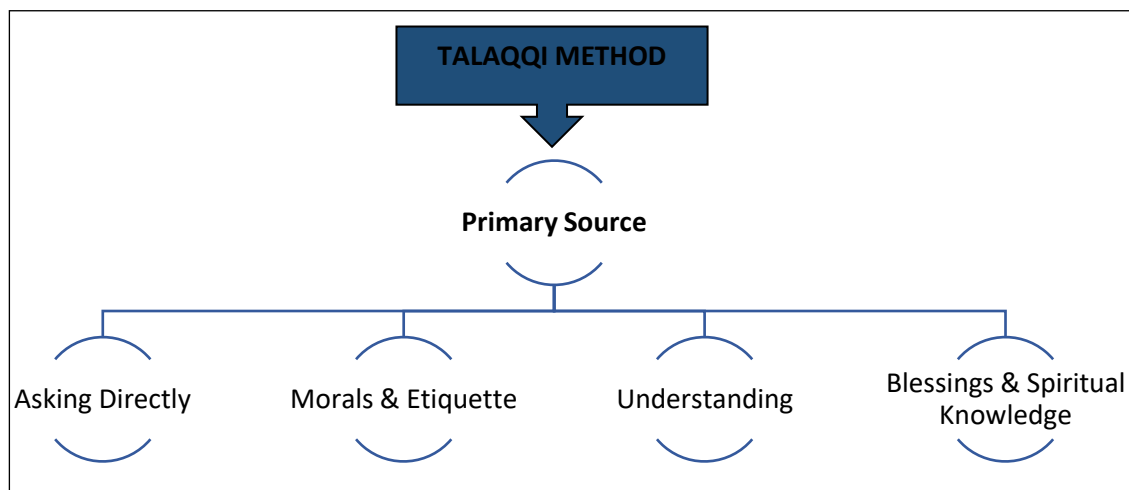 TALAQQI METHOD
Primary Source
Asking Directly
Morals & Etiquette
Understanding
Blessings & Spiritual
Knowledge